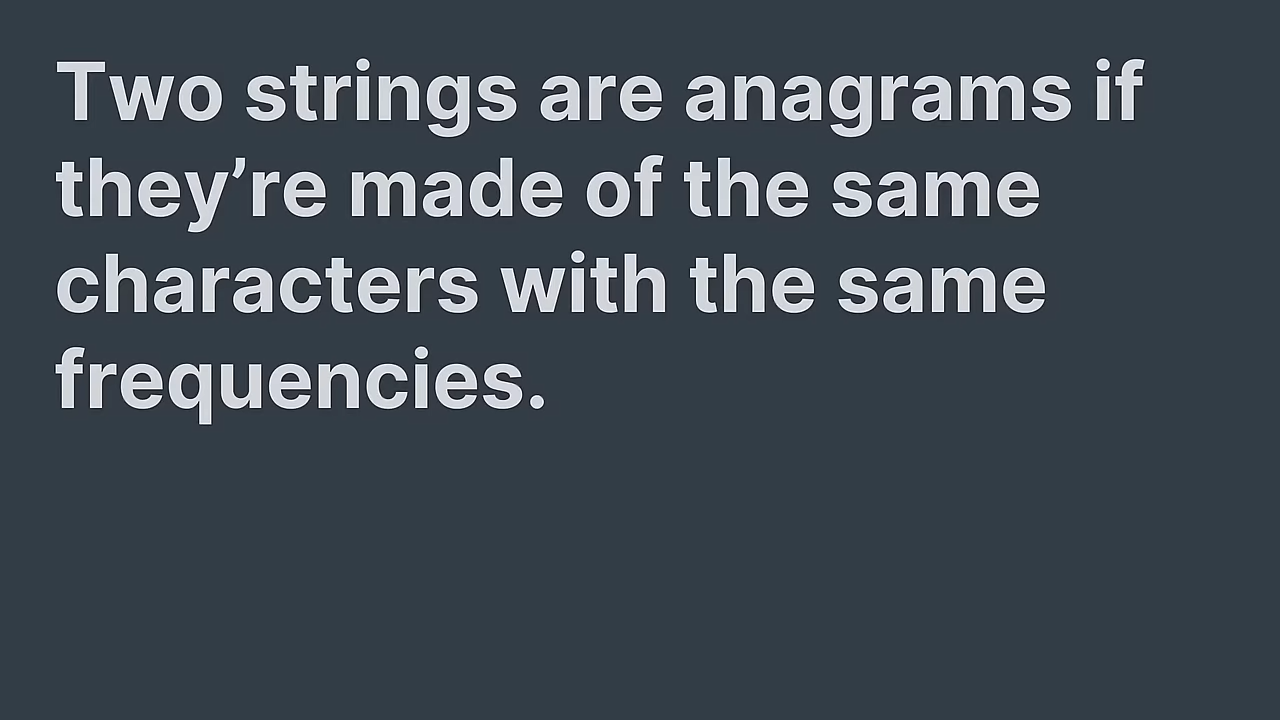 Two strings are anagrams if
they’re made of the same
characters with the same
frequencies.